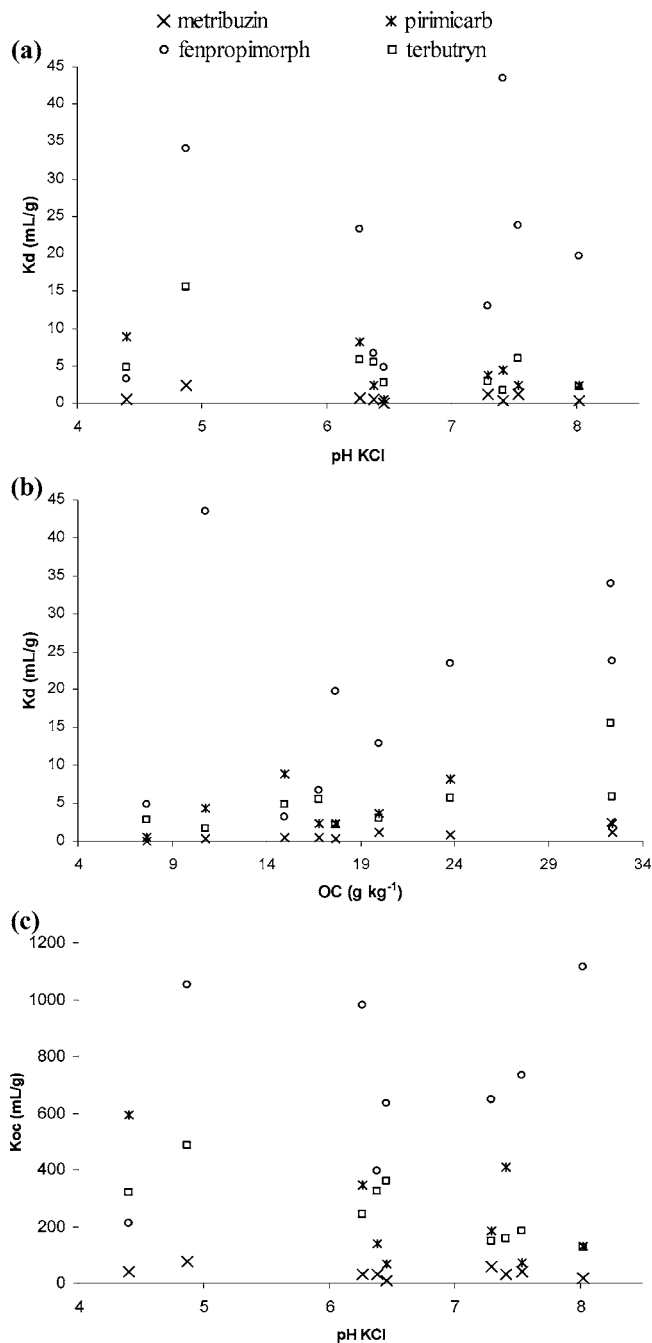 metribuzin
pirimicarb
fenpropimorph
terbutryn
(a)
45
40
35
30
25
20
15
10
5
0
Kd (mL/g)
4 5 6 7 8
pH KCl
(b)
45
40
35
30
25
20
15
10
5
0
Kd (mL/g)
4 9 14 19 24 29 34
OC (g kg⁻¹)
(c)
1200
1000
800
600
400
200
0
Koc (mL/g)
4 5 6 7 8
pH KCl